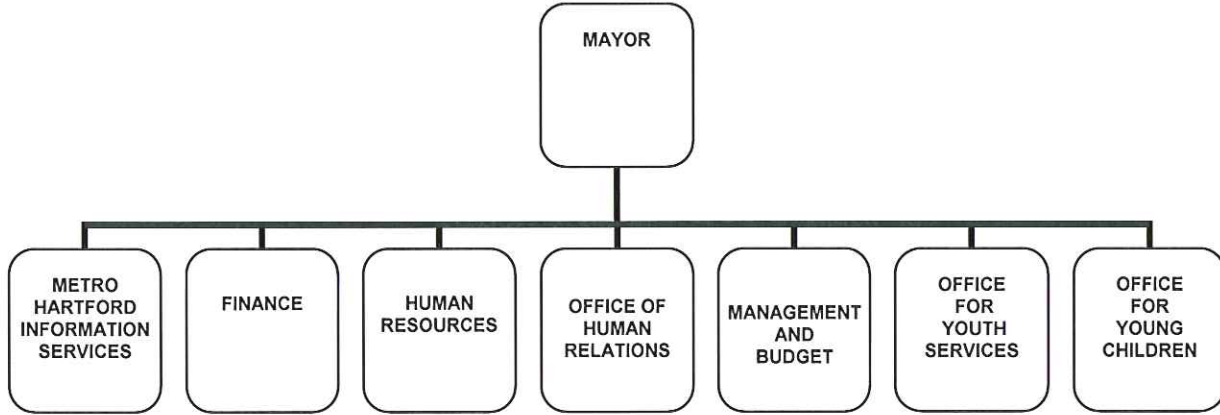 MAYOR
METRO
HARTFORD
INFORMATION
SERVICES
FINANCE
HUMAN
RESOURCES
OFFICE OF
HUMAN
RELATIONS
MANAGEMENT
AND
BUDGET
OFFICE
FOR
YOUTH
SERVICES
OFFICE
FOR
YOUNG
CHILDREN